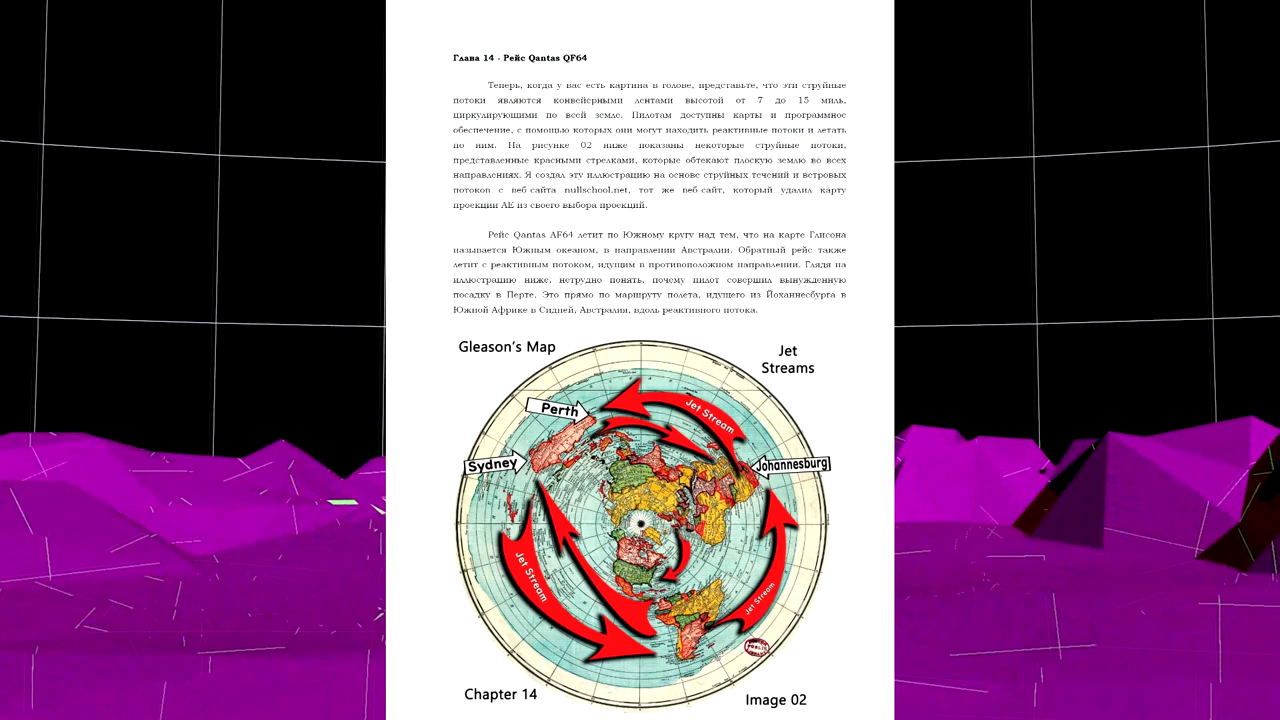 Глава 14 - Рейс Qantas QF64
Теперь, когда у вас есть картина в голове, представьте, что эти струйные
потоки являются конвейерными лентами высотой от 7 до 15 миль,
циркулирующими по всей земле. Пилотам доступны карты и программное
обеспечение, с помощью которых они могут находить реактивные потоки и летать
по ним. На рисунке 02 ниже показаны некоторые струйные потоки,
представленные красными стрелками, которые обтекают плоскую землю во всех
направлениях. Я создал эту иллюстрацию на основе струйных течений и ветровых
потоков с веб-сайта nullschool.net, тот же веб-сайт, который удалил карту
проекции АЕ из своего выбора проекций.
Рейс Qantas AF64 летит по Южному кругу над тем, что на карте Глисона
называется Южным океаном, в направлении Австралии. Обратный рейс также
летит с реактивным потоком, идущим в противоположном направлении. Глядя на
иллюстрацию ниже, нетрудно понять, почему пилот совершил вынужденную
посадку в Перте. Это прямо по маршруту полета, идущего из Йоханнесбурга в
Южной Африке в Сидней, Австралия, вдоль реактивного потока.
Gleason's Map
Jet
Streams
Perth
Jet Stream
Sydney
Johannesburg
Jet Stream
Jet Stream
Chapter 14
Image 02